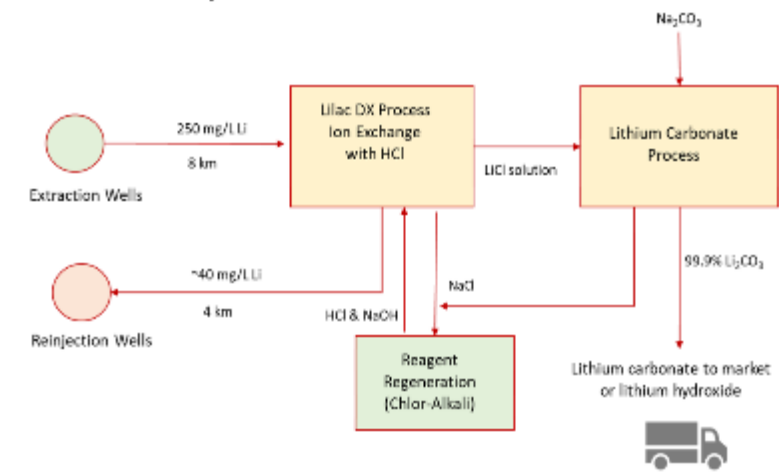 Na₂CO₃
Lilac DX Process
Ion Exchange
with HCl
250 mg/L Li
8 km
Extraction Wells
LiCl solution
Lithium Carbonate
Process
~40 mg/L Li
4 km
Reinjection Wells
HCl & NaOH
NaCl
99.9% Li₂CO₃
Reagent
Regeneration
(Chlor-Alkali)
Lithium carbonate to market
or lithium hydroxide